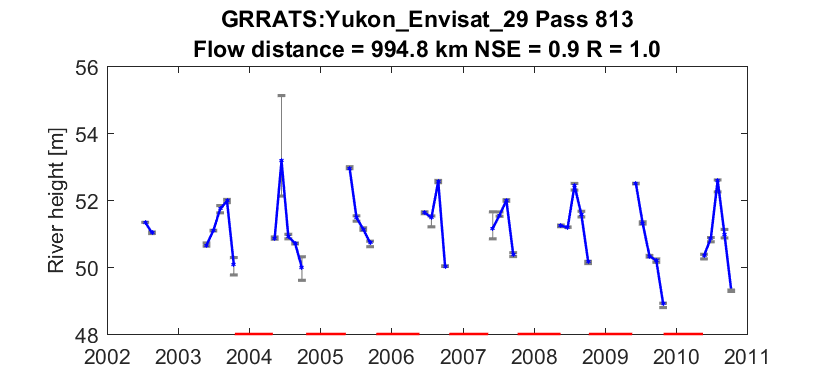 GRRATS:Yukon_Envisat_29 Pass 813
Flow distance = 994.8 km NSE = 0.9 R = 1.0
56
54
52
50
48
River height [m]
2002 2003 2004 2005 2006 2007 2008 2009 2010 2011